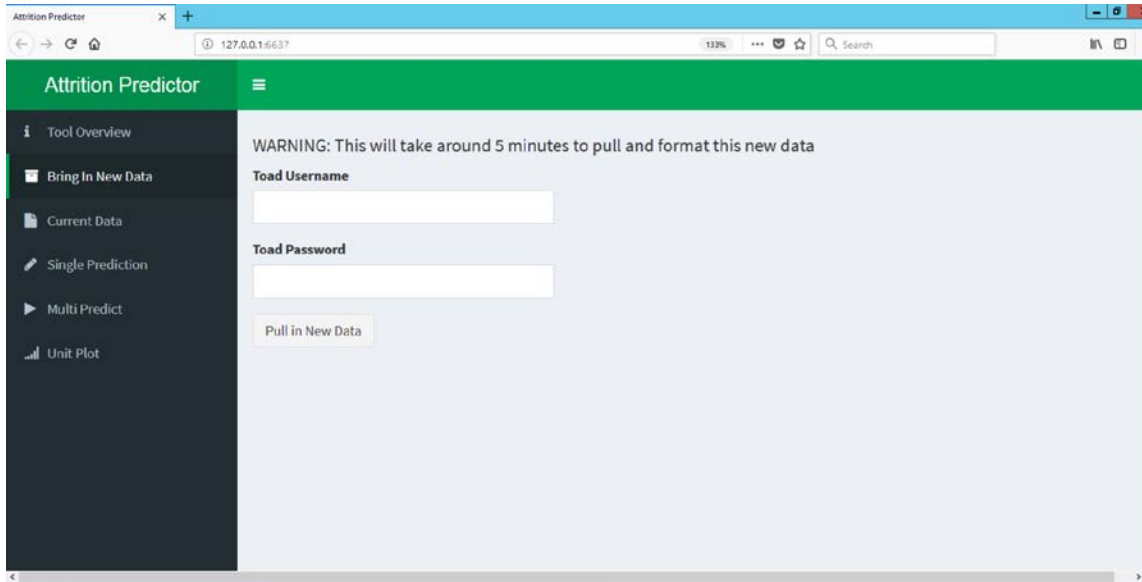 Attrition Predictor
127.0.0.1:6637
133%
Search
Attrition Predictor
Tool Overview
Bring In New Data
Current Data
Single Prediction
Multi Predict
Unit Plot
WARNING: This will take around 5 minutes to pull and format this new data
Toad Username
Toad Password
Pull in New Data